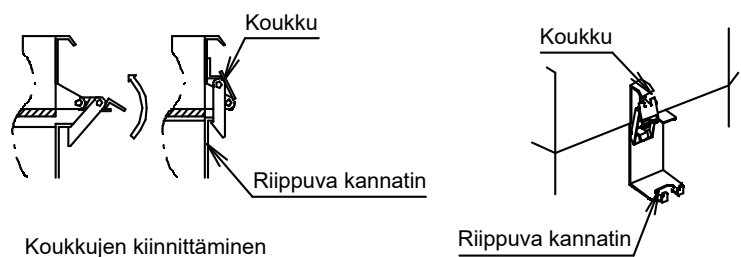 Koukku
Koukku
Riippuva kannatin
Riippuva kannatin
Koukkujen kiinnittäminen